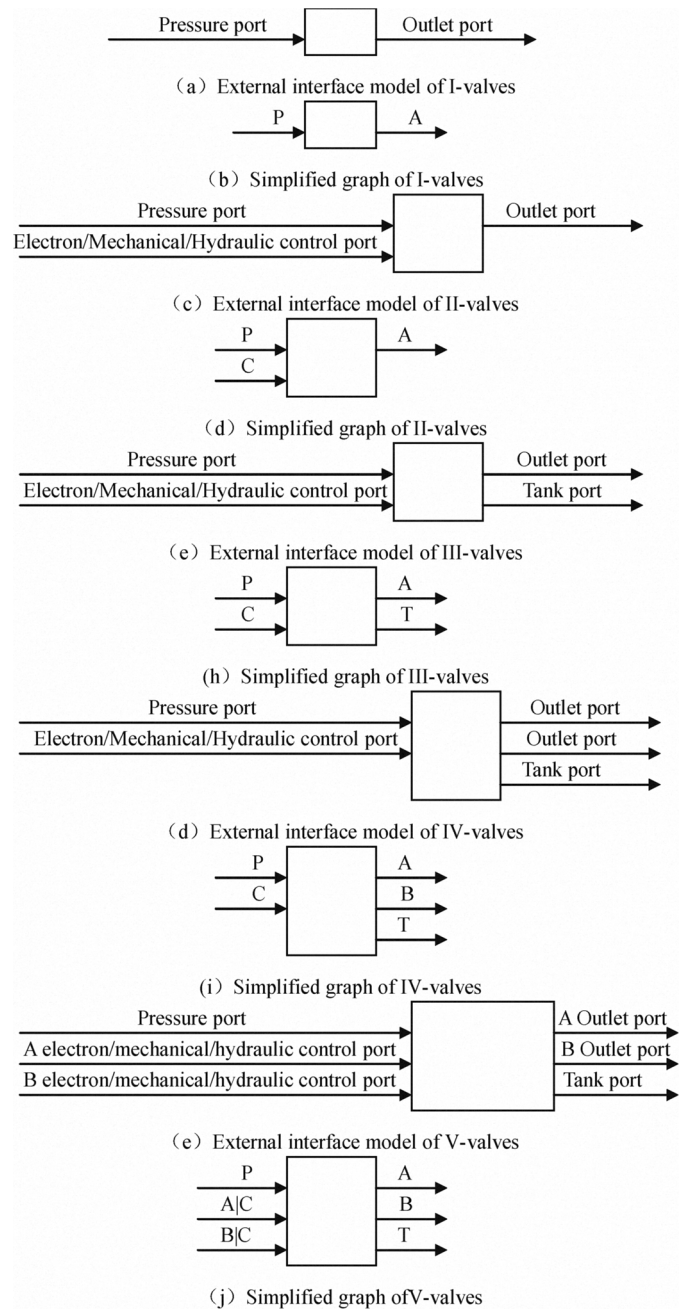 Pressure port Outlet port
（a）External interface model of I-valves
P A
（b）Simplified graph of I-valves
Pressure port Outlet port
Electron/Mechanical/Hydraulic control port
（c）External interface model of II-valves
P A
C
（d）Simplified graph of II-valves
Pressure port Outlet port
Electron/Mechanical/Hydraulic control port Tank port
（e）External interface model of III-valves
P A
C T
(h）Simplified graph of III-valves
Pressure port Outlet port
Electron/Mechanical/Hydraulic control port Outlet port
Tank port
（d）External interface model of IV-valves
P A
C B
T
(i）Simplified graph of IV-valves
Pressure port A Outlet port
A electron/mechanical/hydraulic control port B Outlet port
B electron/mechanical/hydraulic control port Tank port
（e）External interface model of V-valves
P A
A|C B
B|C T
(j）Simplified graph ofV-valves